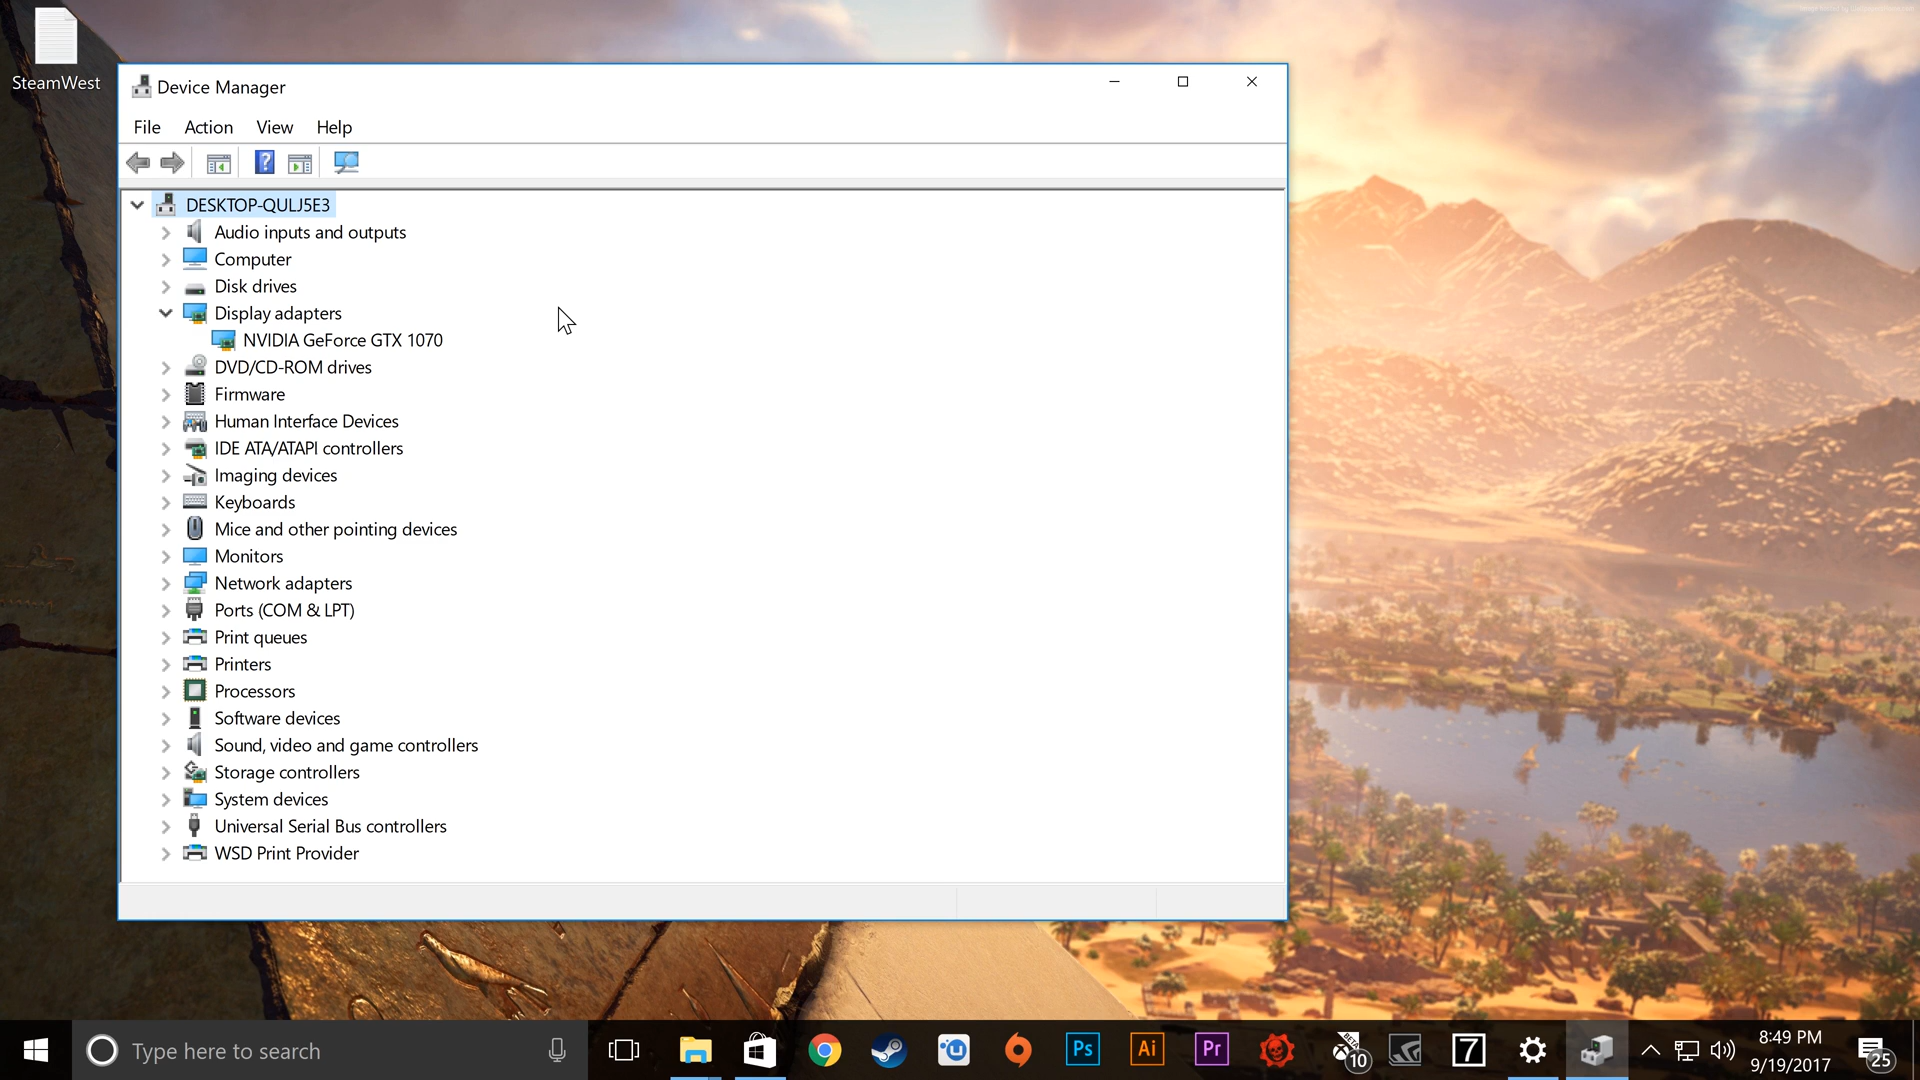 SteamWest
Device Manager
File Action View Help
DESKTOP-QULJ5E3
Audio inputs and outputs
Computer
Disk drives
Display adapters
NVIDIA GeForce GTX 1070
DVD/CD-ROM drives
Firmware
Human Interface Devices
IDE ATA/ATAPI controllers
Imaging devices
Keyboards
Mice and other pointing devices
Monitors
Network adapters
Ports (COM & LPT)
Print queues
Printers
Processors
Software devices
Sound, video and game controllers
Storage controllers
System devices
Universal Serial Bus controllers
WSD Print Provider
Type here to search
Ps
Ai
Pr
BETA
10
7
8:49 PM
9/19/2017
25